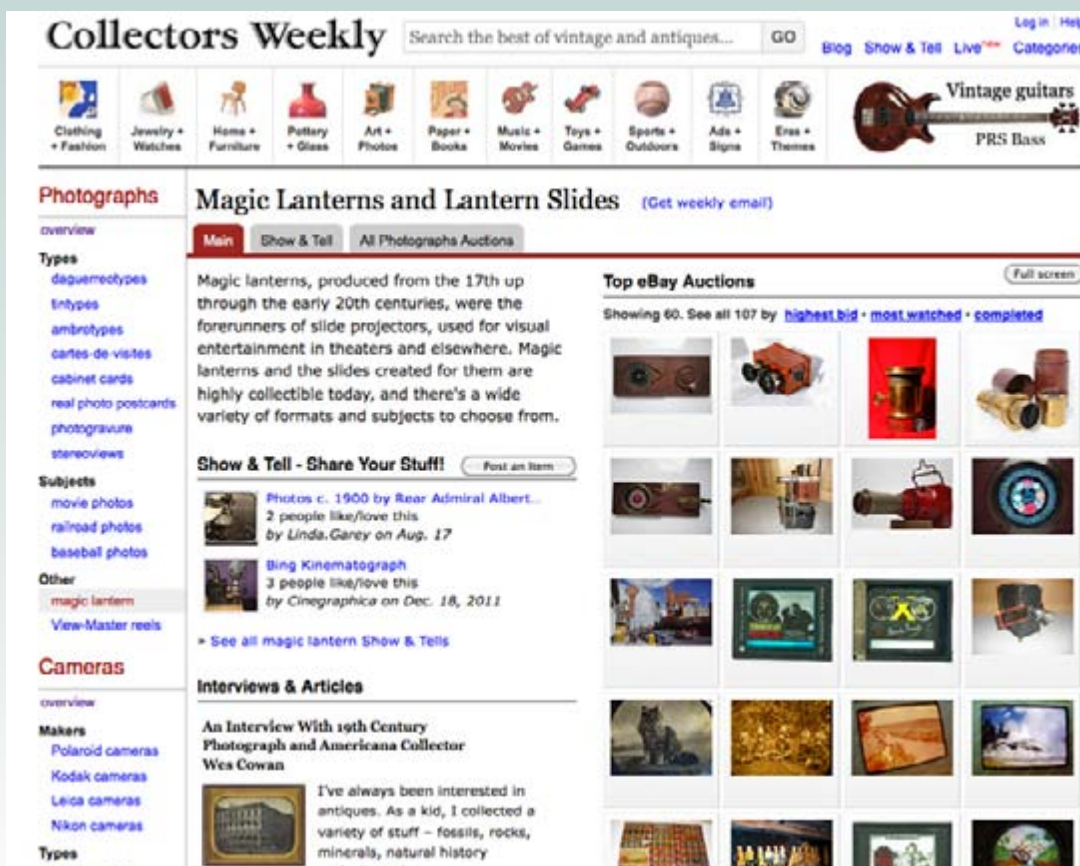 Collectors Weekly
Search the best of vintage and antiques...
GO
Log in
Blog Show & Tell Live new Categories
Clothing + Fashion
Jewelry + Watches
Home + Furniture
Pottery + Glass
Art + Photos
Paper + Books
Music + Movies
Toys + Games
Sports + Outdoors
Ads + Signs
Eras + Themes
Vintage guitars
PRS Bass
Photographs
overview
Types
daguerreotypes
tintypes
ambrotypes
cartes-de-visites
cabinet cards
real photo postcards
photogravure
stereoviews
Subjects
movie photos
railroad photos
baseball photos
Other
magic lantern
View-Master reels
Cameras
overview
Makers
Polaroid cameras
Kodak cameras
Leica cameras
Nikon cameras
Types
Magic Lanterns and Lantern Slides (Get weekly email)
Main Show & Tell All Photographs Auctions
Magic lanterns, produced from the 17th up
through the early 20th centuries, were the
forerunners of slide projectors, used for visual
entertainment in theaters and elsewhere. Magic
lanterns and the slides created for them are
highly collectible today, and there's a wide
variety of formats and subjects to choose from.
Show & Tell - Share Your Stuff! Post an Item
Photos c. 1900 by Rear Admiral Albert...
2 people like/love this
by Linda.Garey on Aug. 17
Bing Kinematograph
3 people like/love this
by Cinegraphica on Dec. 18, 2011
» See all magic lantern Show & Tells
Interviews & Articles
An Interview With 19th Century
Photograph and Americana Collector
Wes Cowan
I've always been interested in
antiques. As a kid, I collected a
variety of stuff – fossils, rocks,
minerals, natural history
Top eBay Auctions
Full screen
Showing 60. See all 107 by highest bid • most watched • completed